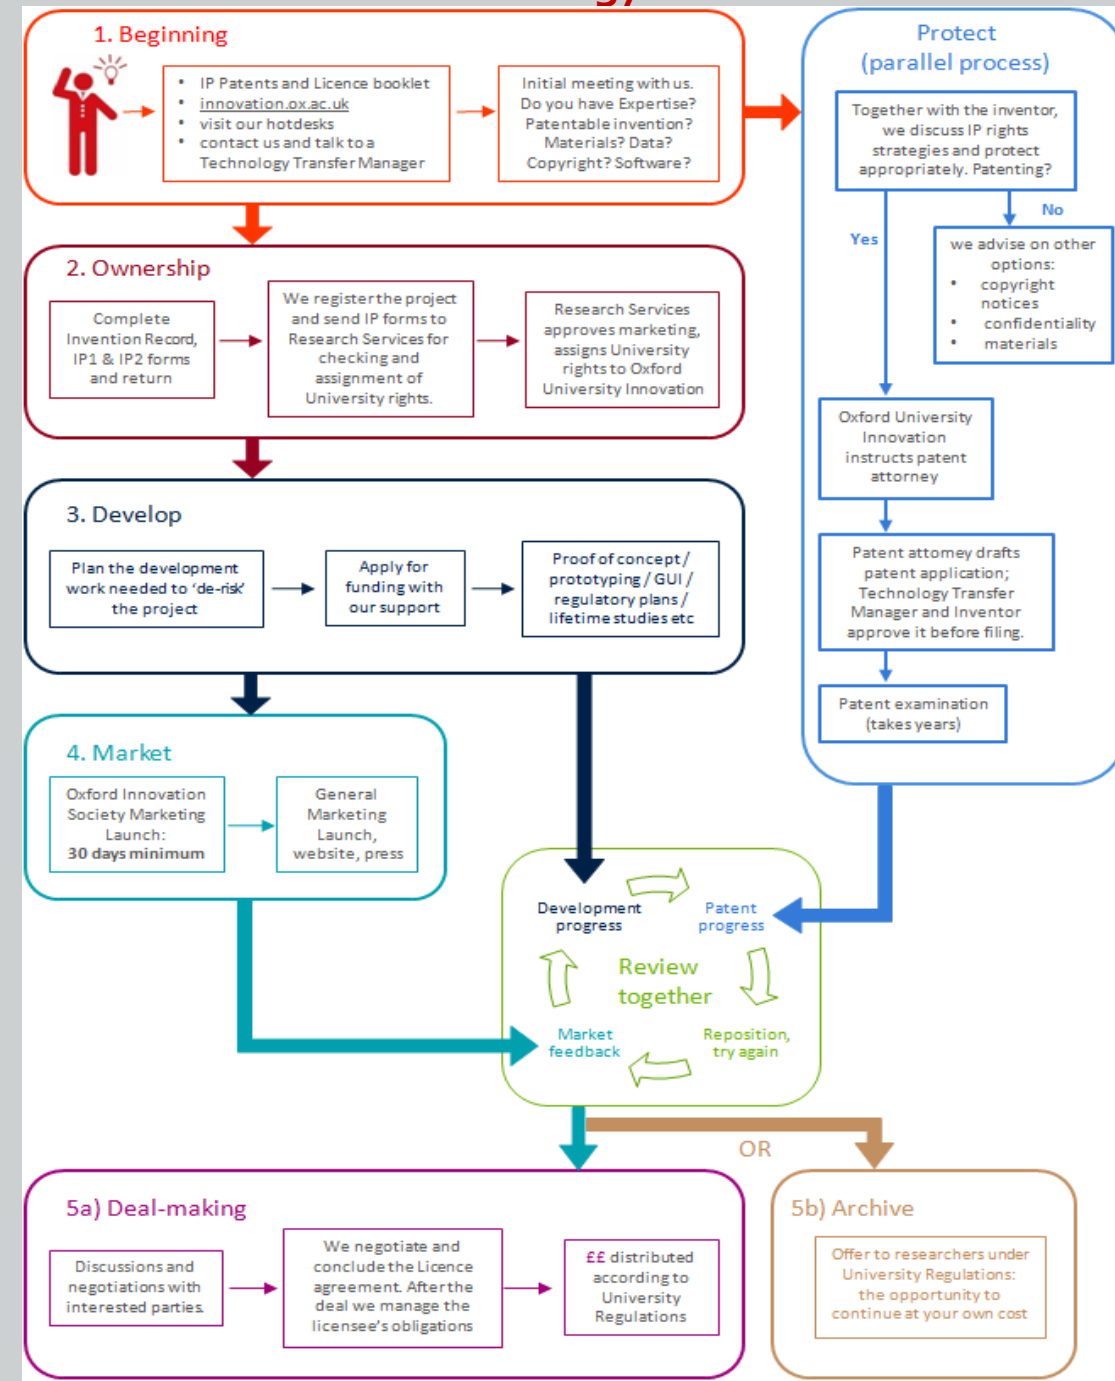 1. Beginning
• IP Patents and Licence booklet
• innovation.ox.ac.uk
• visit our hotdesks
• contact us and talk to a
Technology Transfer Manager
Initial meeting with us.
Do you have Expertise?
Patentable invention?
Materials? Data?
Copyright? Software?
Protect
(parallel process)
Together with the inventor,
we discuss IP rights
strategies and protect
appropriately. Patenting?
Yes
No
we advise on other
options:
• copyright
notices
• confidentiality
• materials
Oxford University
Innovation
instructs patent
attorney
Patent attorney drafts
patent application;
Technology Transfer
Manager and Inventor
approve it before filing.
Patent examination
(takes years)
2. Ownership
Complete
Invention Record,
IP1 & IP2 forms
and return
We register the project
and send IP forms to
Research Services for
checking and
assignment of
University rights.
Research Services
approves marketing,
assigns University
rights to Oxford
University Innovation
3. Develop
Plan the development
work needed to ‘de-risk’
the project
Apply for
funding with
our support
Proof of concept /
prototyping / GUI /
regulatory plans /
lifetime studies etc
4. Market
Oxford Innovation
Society Marketing
Launch:
30 days minimum
General
Marketing
Launch,
website, press
Development
progress
Patent
progress
Review
together
Market
feedback
Reposition,
try again
OR
5a) Deal-making
Discussions and
negotiations with
interested parties.
We negotiate and
conclude the Licence
agreement. After the
deal we manage the
licensee's obligations
££ distributed
according to
University
Regulations
5b) Archive
Offer to researchers under
University Regulations:
the opportunity to
continue at your own cost